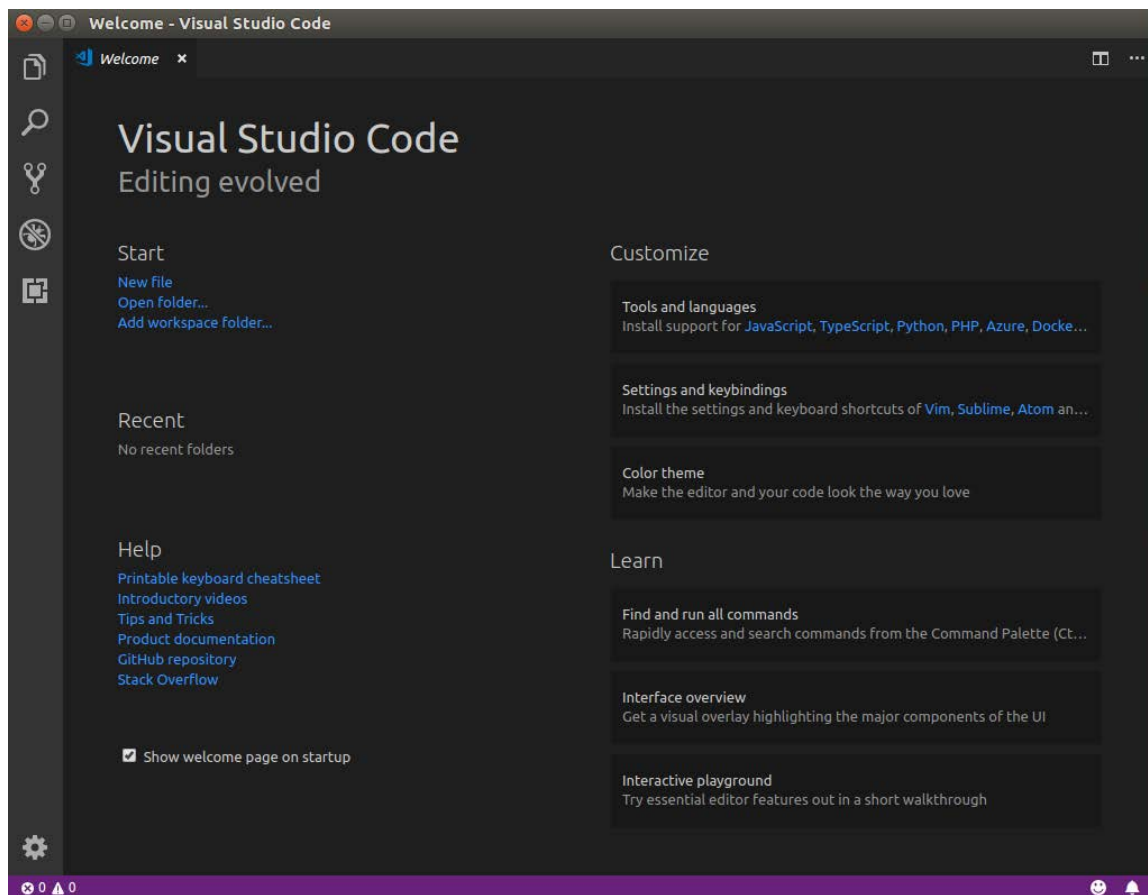 Welcome - Visual Studio Code
Welcome
Visual Studio Code
Editing evolved
Start
New file
Open folder...
Add workspace folder...
Recent
No recent folders
Help
Printable keyboard cheatsheet
Introductory videos
Tips and Tricks
Product documentation
GitHub repository
Stack Overflow
Show welcome page on startup
Customize
Tools and languages
Install support for JavaScript, TypeScript, Python, PHP, Azure, Docke...
Settings and keybindings
Install the settings and keyboard shortcuts of Vim, Sublime, Atom an...
Color theme
Make the editor and your code look the way you love
Learn
Find and run all commands
Rapidly access and search commands from the Command Palette (Ct...
Interface overview
Get a visual overlay highlighting the major components of the UI
Interactive playground
Try essential editor features out in a short walkthrough
0 0